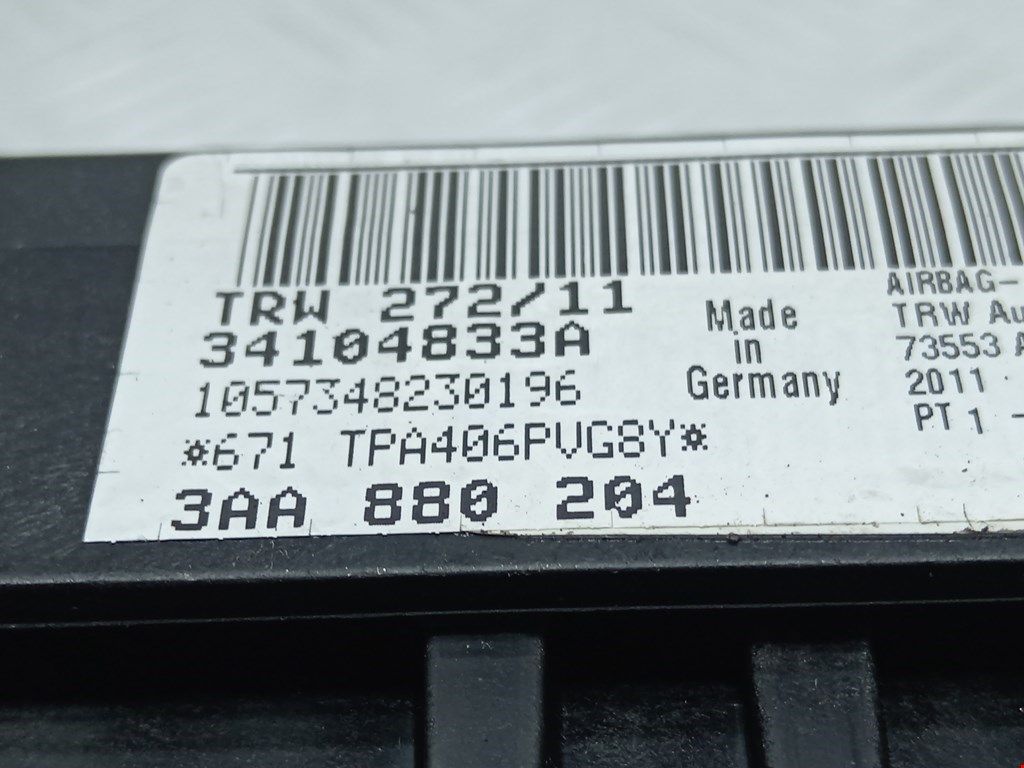 TRW 272/11
34104833A
1057348230196
*671 TPA406PVG8Y*
3AA 880 204
Made
in
Germany
AIRBAG-
TRW Au
73553 A
2011
PT 1 -